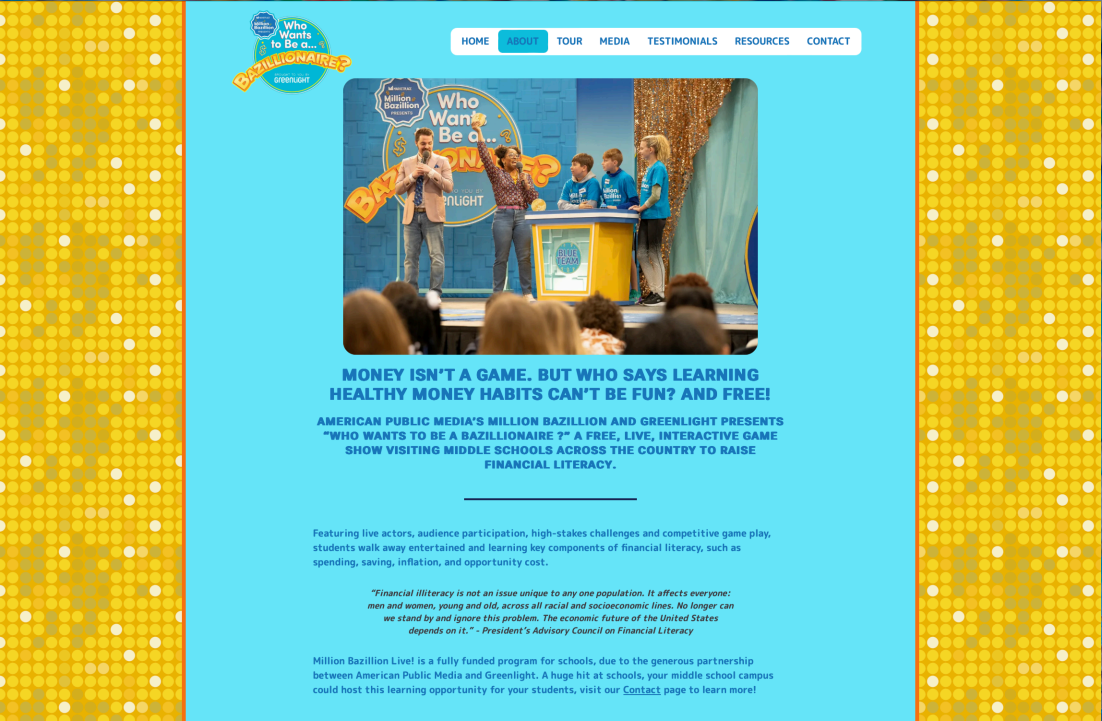 Million
Bazillion
PRESENTS
Who
Wants
to Be a...
BAZILLIONAIRE?
GREENLIGHT
HOME ABOUT TOUR MEDIA TESTIMONIALS RESOURCES CONTACT
Million
Bazillion
PRESENTS
Who
Want
Be a...
BAZ ONAIRE?
ENLIGHT
Million
BLUE
TEAM
MONEY ISN'T A GAME. BUT WHO SAYS LEARNING
HEALTHY MONEY HABITS CAN'T BE FUN? AND FREE!
AMERICAN PUBLIC MEDIA'S MILLION BAZILLION AND GREENLIGHT PRESENTS
"WHO WANTS TO BE A BAZILLIONAIRE ?" A FREE, LIVE, INTERACTIVE GAME
SHOW VISITING MIDDLE SCHOOLS ACROSS THE COUNTRY TO RAISE
FINANCIAL LITERACY.
Featuring live actors, audience participation, high-stakes challenges and competitive game play,
students walk away entertained and learning key components of financial literacy, such as
spending, saving, inflation, and opportunity cost.
"Financial illiteracy is not an issue unique to any one population. It affects everyone:
men and women, young and old, across all racial and socioeconomic lines. No longer can
we stand by and ignore this problem. The economic future of the United States
depends on it." - President's Advisory Council on Financial Literacy
Million Bazillion Live! is a fully funded program for schools, due to the generous partnership
between American Public Media and Greenlight. A huge hit at schools, your middle school campus
could host this learning opportunity for your students, visit our Contact page to learn more!